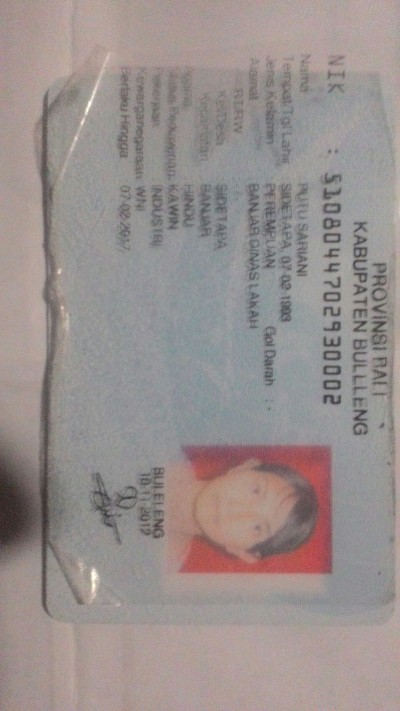 PROVINSI BALI
KABUPATEN BULELENG
NIK : 5108044702930002
Nama PUTU SARIANI
Tempat/Tgl Lahir SIDETAPA, 07-02-1993
Jenis Kelamin PEREMPUAN Gol Darah : -
Alamat BANJAR DINAS LAKAH
RT/RW
Kel/Desa SIDETAPA
Kecamatan BANJAR
Agama HINDU
Status Perkawinan KAWIN
Pekerjaan INDUSTRI
Kewarganegaraan WNI
Berlaku Hingga 07-02-2017
BULELENG
10-11-2012